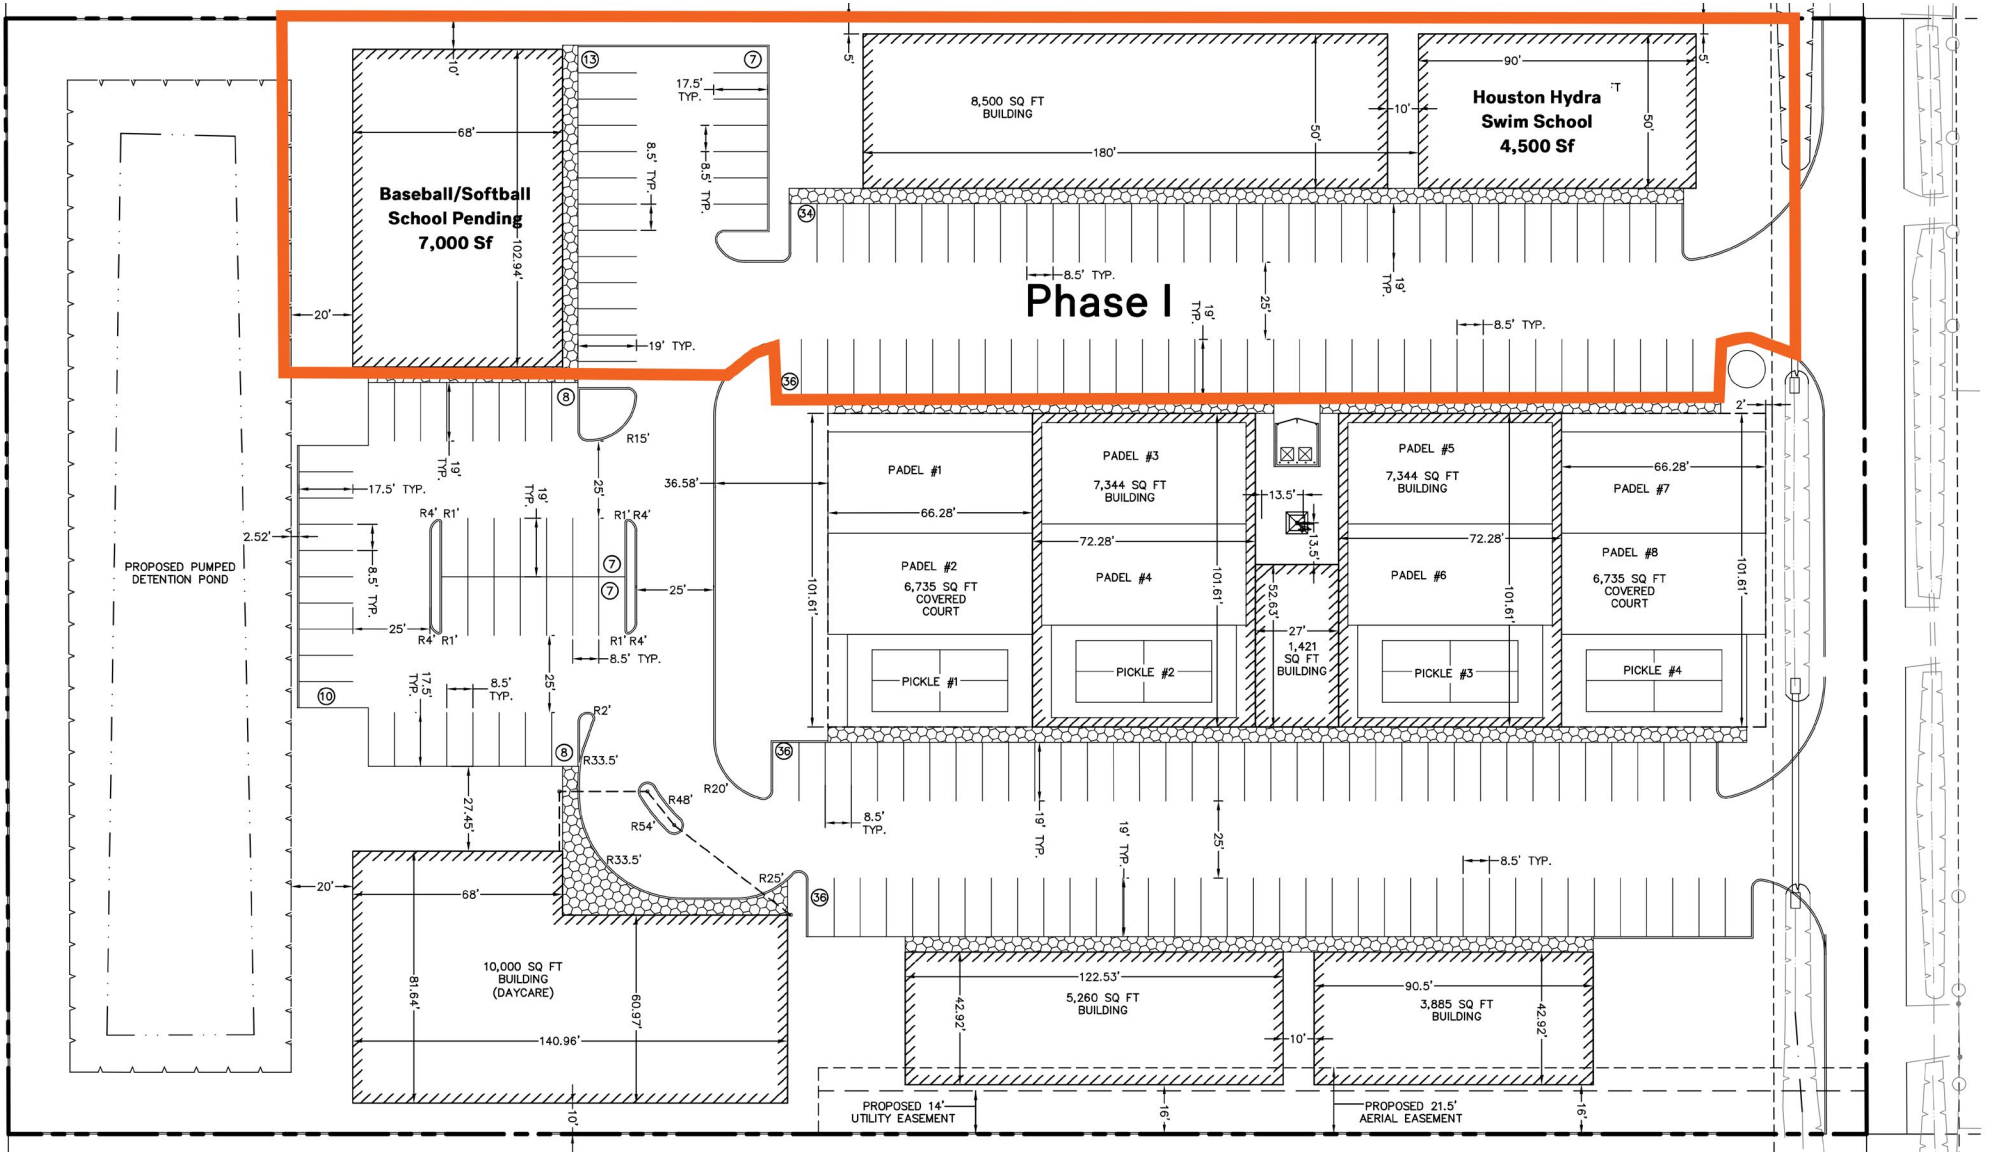 10'
13
7
17.5'
TYP.
68'
8.5' TYP.
8.5' TYP.
Baseball/Softball
School Pending
7,000 Sf
102.94'
20'
19' TYP.
5'
8,500 SQ FT
BUILDING
50'
180'
10'
90'
Houston Hydra
Swim School
4,500 Sf
50'
5'
34
8.5' TYP.
19'
TYP.
Phase I
19'
TYP.
25'
8.5' TYP.
36
8
R15'
19'
TYP.
25'
36.58'
2'
17.5' TYP.
19'
TYP.
R4' R1'
R1' R4'
2.52'
8.5' TYP.
7
7
25'
25'
R4' R1'
R1' R4'
8.5' TYP.
17.5'
TYP.
8.5'
TYP.
25'
10
8
R2'
R33.5'
PROPOSED PUMPED
DETENTION POND
PADEL #1
66.28'
PADEL #2
6,735 SQ FT
COVERED
COURT
101.61'
PICKLE #1
PADEL #3
7,344 SQ FT
BUILDING
72.28'
PADEL #4
101.61'
PICKLE #2
13.5'
13.5'
52.63'
27'
1,421
SQ FT
BUILDING
PADEL #5
7,344 SQ FT
BUILDING
72.28'
PADEL #6
101.61'
PICKLE #3
66.28'
PADEL #7
PADEL #8
6,735 SQ FT
COVERED
COURT
101.61'
PICKLE #4
36
R20'
R48'
R54'
R33.5'
R25'
27.45'
8.5'
TYP.
19' TYP.
19' TYP.
25'
8.5' TYP.
36
20'
68'
81.64'
10,000 SQ FT
BUILDING
(DAYCARE)
60.97'
140.96'
10'
122.53'
5,260 SQ FT
BUILDING
42.92'
10'
90.5'
3,885 SQ FT
BUILDING
42.92'
PROPOSED 14'
UTILITY EASEMENT
16'
PROPOSED 21.5'
AERIAL EASEMENT
16'